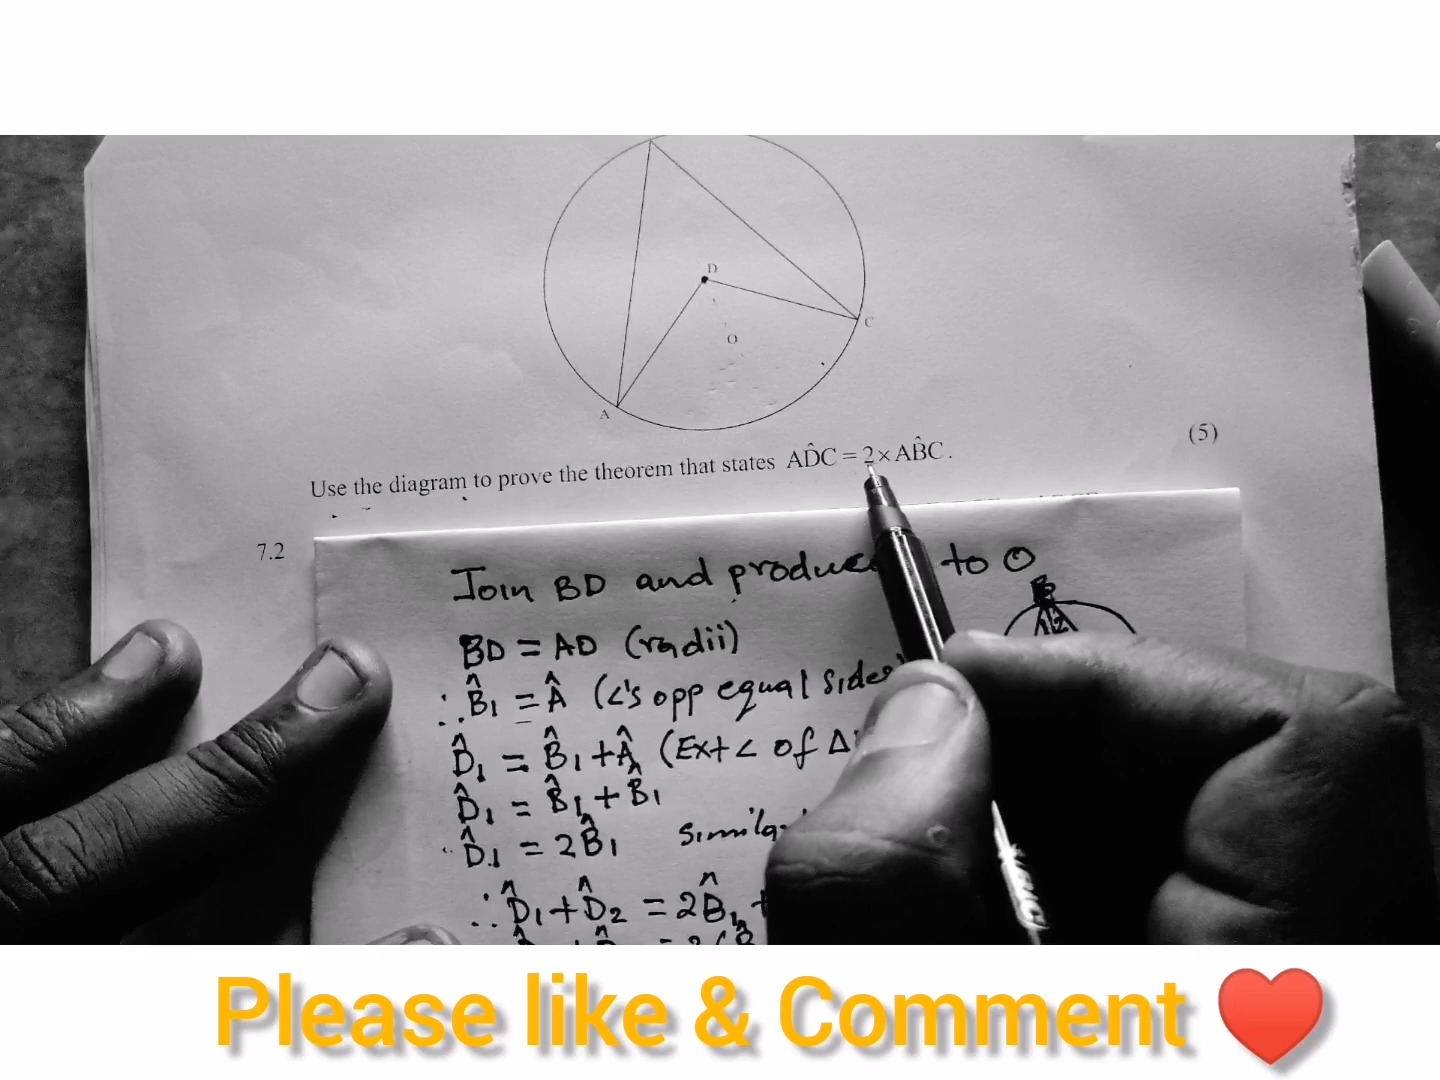 D
C
O
A
(5)
Use the diagram to prove the theorem that states AD̂C = 2 × AB̂C .
7.2
Join BD and produce to O
B
1 2
BD = AD (radii)
∴ B̂1 = Â (∠'s opp equal sides)
D̂1 = B̂1 + Â (Ext ∠ of Δ
D̂1 = B̂1 + B̂1
D̂1 = 2B̂1
∴ D̂1 + D̂2 = 2B̂1 +
Please like & Comment ❤️